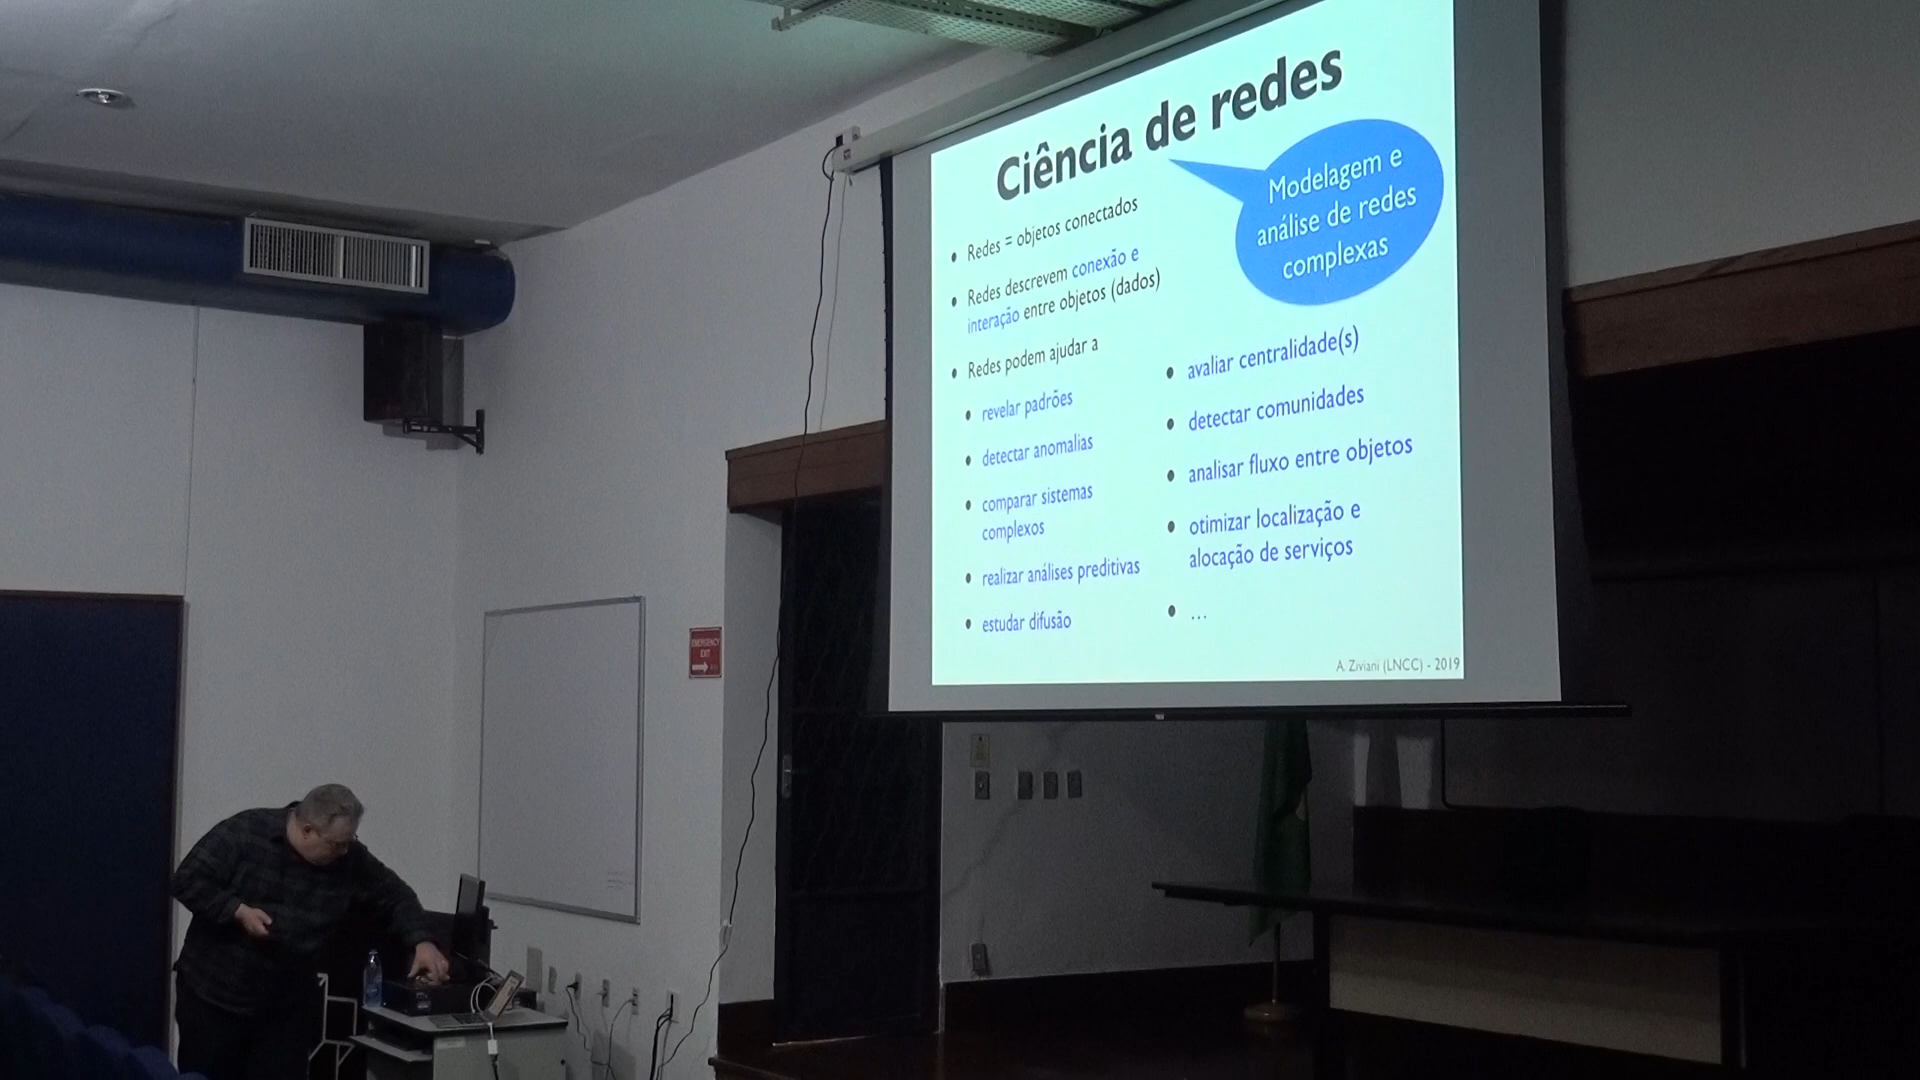 Ciência de redes
Modelagem e
análise de redes
complexas
Redes = objetos conectados
Redes descrevem conexão e
interação entre objetos (dados)
Redes podem ajudar a
revelar padrões
detectar anomalias
comparar sistemas
complexos
realizar análises preditivas
estudar difusão
avaliar centralidade(s)
detectar comunidades
analisar fluxo entre objetos
otimizar localização e
alocação de serviços
...
A. Ziviani (LNCC) - 2019
EMERGENCY
EXIT